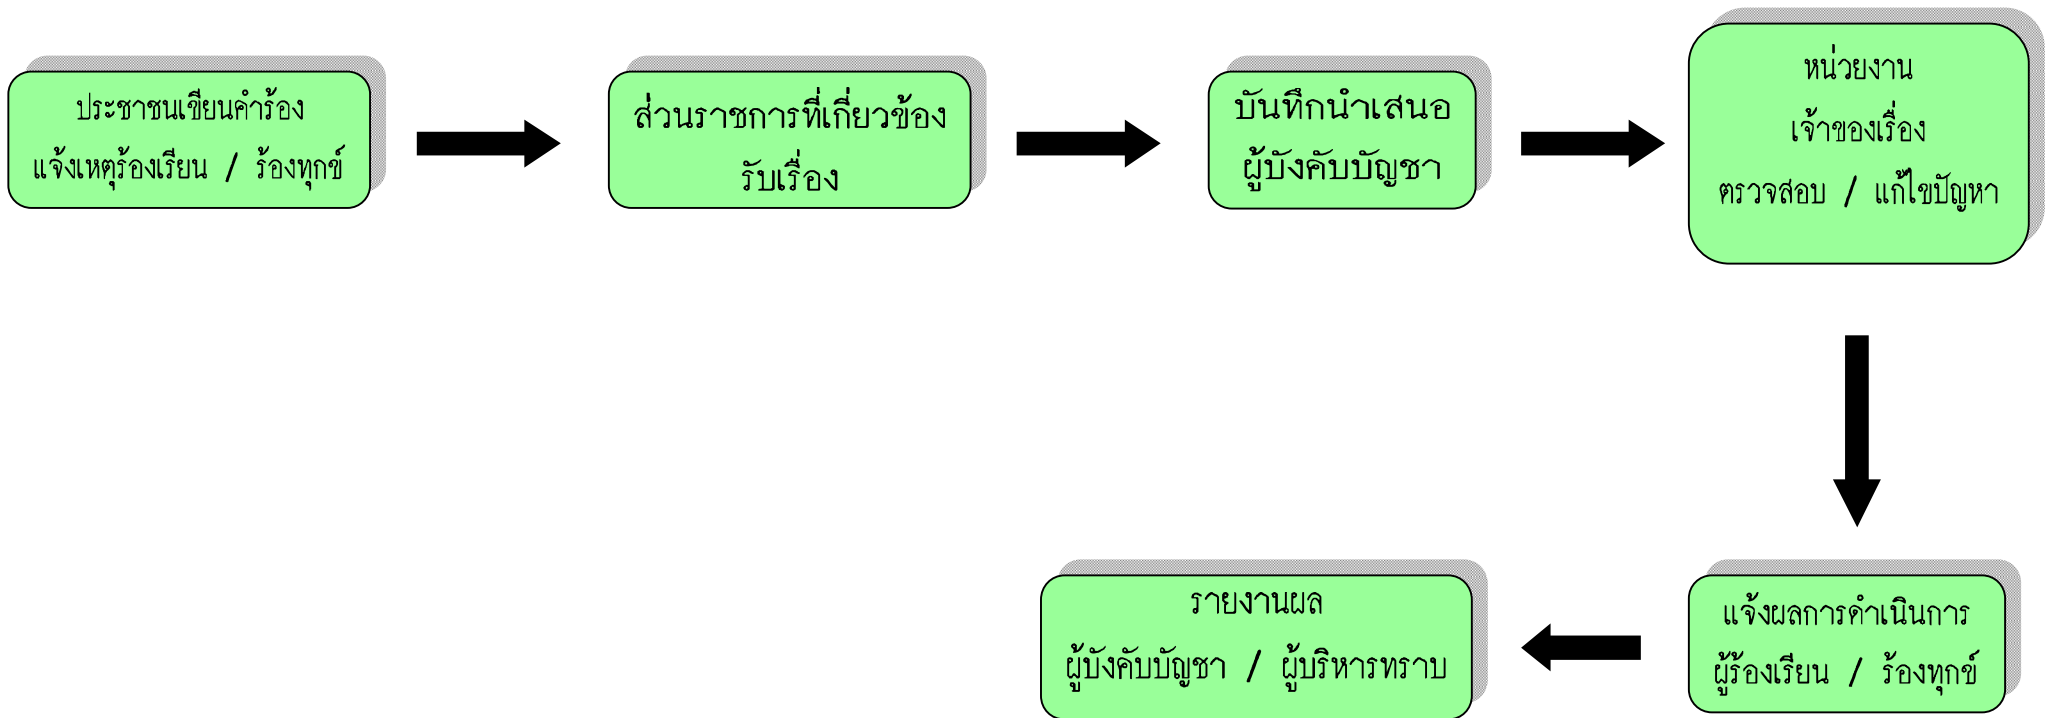 ประชาชนเขียนคำร้อง
แจ้งเหตุร้องเรียน / ร้องทุกข์
ส่วนราชการที่เกี่ยวข้อง
รับเรื่อง
บันทึกนำเสนอ
ผู้บังคับบัญชา
หน่วยงาน
เจ้าของเรื่อง
ตรวจสอบ / แก้ไขปัญหา
แจ้งผลการดำเนินการ
ผู้ร้องเรียน / ร้องทุกข์
รายงานผล
ผู้บังคับบัญชา / ผู้บริหารทราบ